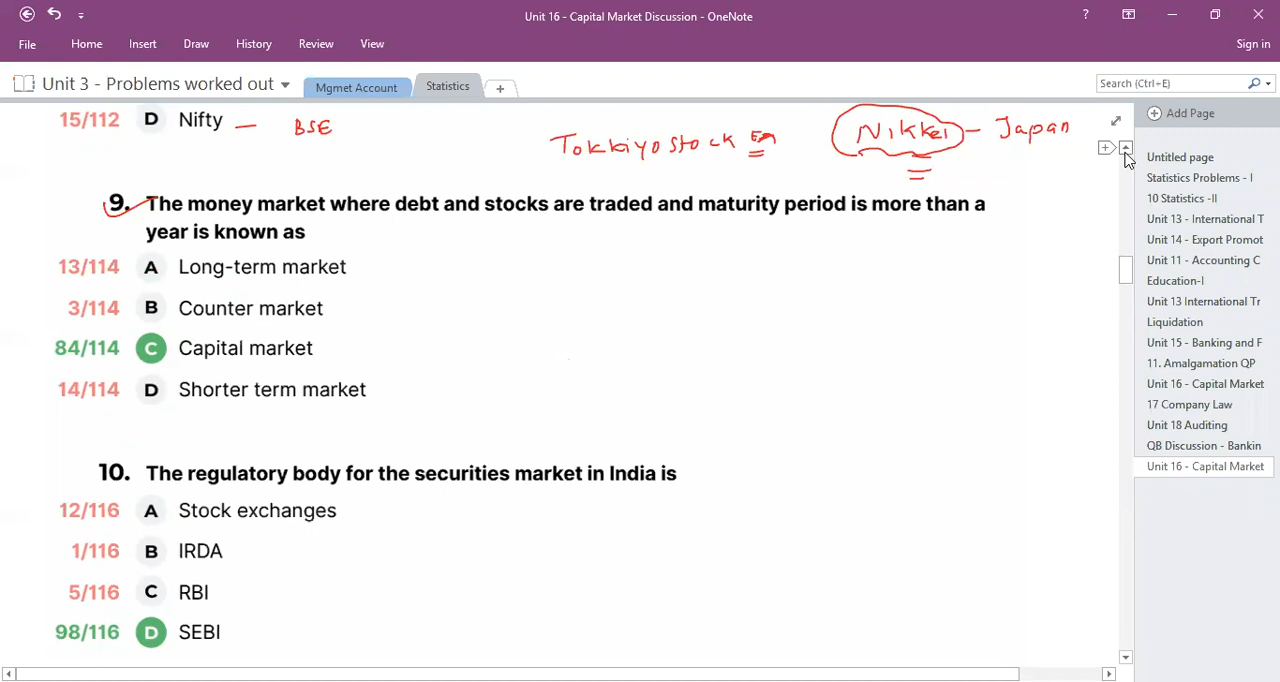 Unit 16 - Capital Market Discussion - OneNote
?
File Home Insert Draw History Review View Sign in
Unit 3 - Problems worked out Mgmet Account Statistics + Search (Ctrl+E)
15/112 D Nifty — BSE
Tokkiyo stock Ex
Nikkei - Japan
9. The money market where debt and stocks are traded and maturity period is more than a
year is known as
13/114 A Long-term market
3/114 B Counter market
84/114 C Capital market
14/114 D Shorter term market
10. The regulatory body for the securities market in India is
12/116 A Stock exchanges
1/116 B IRDA
5/116 C RBI
98/116 D SEBI
Add Page
Untitled page
Statistics Problems - I
10 Statistics -II
Unit 13 - International T
Unit 14 - Export Promot
Unit 11 - Accounting C
Education-I
Unit 13 International Tr
Liquidation
Unit 15 - Banking and F
11. Amalgamation QP
Unit 16 - Capital Market
17 Company Law
Unit 18 Auditing
QB Discussion - Bankin
Unit 16 - Capital Market